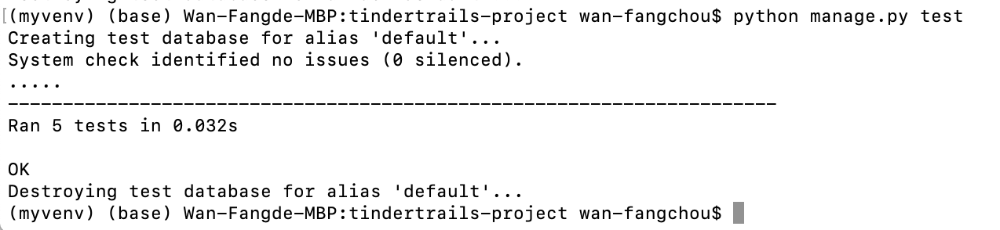 [(myvenv) (base) Wan-Fangde-MBP:tindertrails-project wan-fangchou$ python manage.py test
Creating test database for alias 'default'...
System check identified no issues (0 silenced).
.....
----------------------------------------------------------------------
Ran 5 tests in 0.032s

OK
Destroying test database for alias 'default'...
(myvenv) (base) Wan-Fangde-MBP:tindertrails-project wan-fangchou$